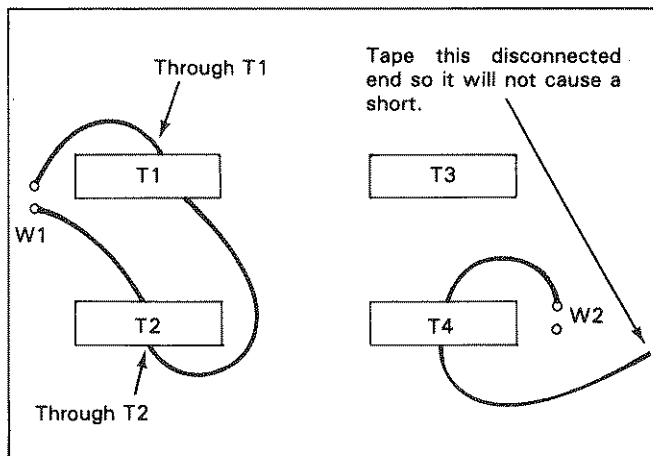 Through T1
Tape this disconnected
end so it will not cause a
short.
T1
T3
W1
T2
T4
W2
Through T2